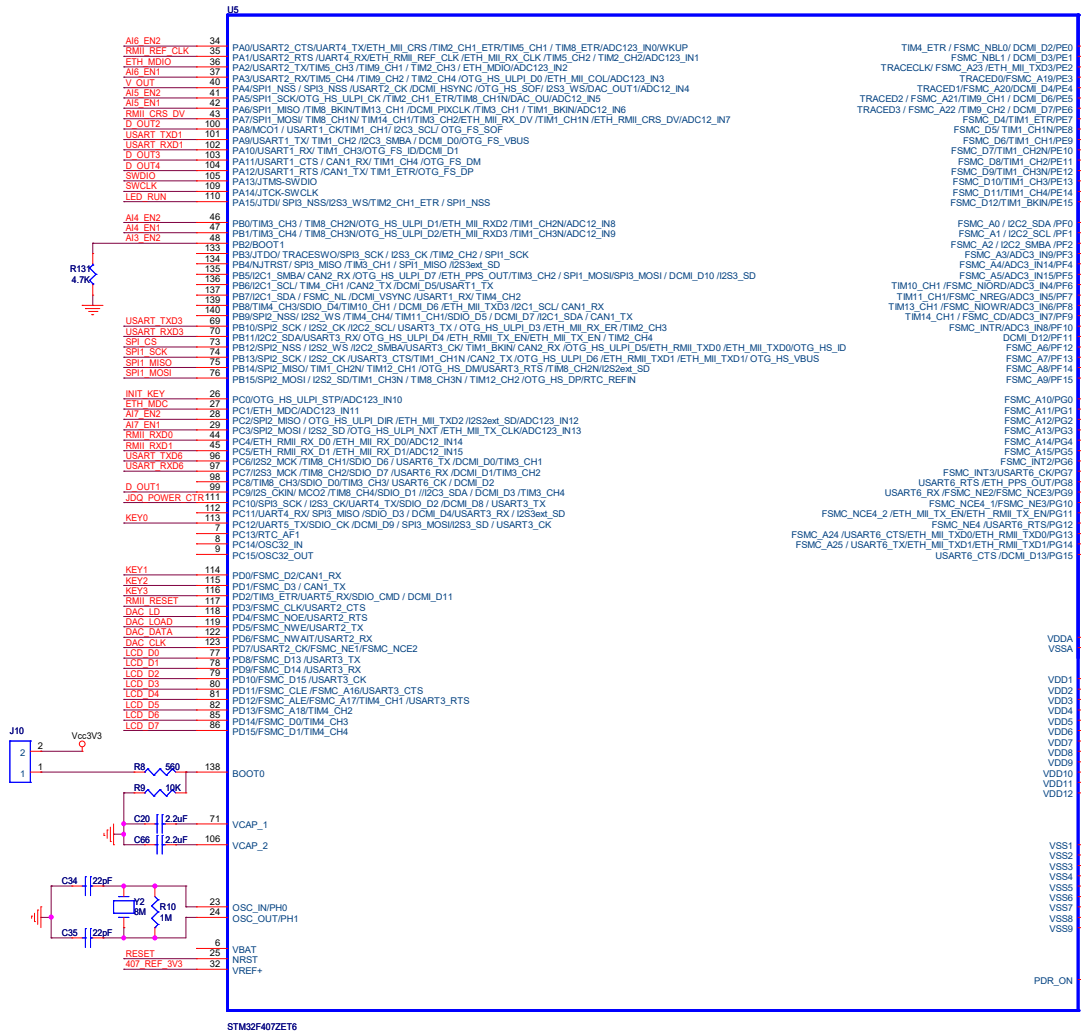 U5
AI6_EN2 34 PA0/USART2_CTS/UART4_TX/ETH_MII_CRS /TIM2_CH1_ETR/TIM5_CH1 / TIM8_ETR/ADC123_IN0/WKUP TIM4_ETR / FSMC_NBL0/ DCMI_D2/PE0
RMII_REF_CLK 35 PA1/USART2_RTS /UART4_RX/ETH_RMII_REF_CLK /ETH_MII_RX_CLK /TIM5_CH2 / TIM2_CH2/ADC123_IN1 FSMC_NBL1 / DCMI_D3/PE1
ETH_MDIO 36 PA2/USART2_TX/TIM5_CH3 /TIM9_CH1 / TIM2_CH3/ ETH_MDIO/ADC123_IN2 TRACECLK/ FSMC_A23 /ETH_MII_TXD3/PE2
AI6_EN1 37 PA3/USART2_RX/TIM5_CH4 /TIM9_CH2 / TIM2_CH4 /OTG_HS_ULPI_D0 /ETH_MII_COL/ADC123_IN3 TRACED0/FSMC_A19/PE3
V_OUT 40 PA4/SPI1_NSS / SPI3_NSS /USART2_CK /DCMI_HSYNC /OTG_HS_SOF/ I2S3_WS/DAC_OUT1/ADC12_IN4 TRACED1/FSMC_A20/DCMI_D4/PE4
AI5_EN2 41 PA5/SPI1_SCK/OTG_HS_ULPI_CK /TIM2_CH1_ETR/TIM8_CH1N/DAC_OU/ADC12_IN5 TRACED2 / FSMC_A21/TIM9_CH1 / DCMI_D6/PE5
AI5_EN1 42 PA6/SPI1_MISO /TIM8_BKIN/TIM13_CH1 /DCMI_PIXCLK /TIM3_CH1 / TIM1_BKIN/ADC12_IN6 TRACED3 / FSMC_A22 /TIM9_CH2 / DCMI_D7/PE6
RMII_CRS_DV 43 PA7/SPI1_MOSI/ TIM8_CH1N/ TIM14_CH1/TIM3_CH2/ETH_MII_RX_DV /TIM1_CH1N /ETH_RMII_CRS_DV/ADC12_IN7 FSMC_D4/TIM1_ETR/PE7
D_OUT2 100 PA8/MCO1 / USART1_CK/TIM1_CH1/ I2C3_SCL/ OTG_FS_SOF FSMC_D5/ TIM1_CH1N/PE8
USART_TXD1 101 PA9/USART1_TX/ TIM1_CH2 /I2C3_SMBA / DCMI_D0/OTG_FS_VBUS FSMC_D6/TIM1_CH1/PE9
USART_RXD1 102 PA10/USART1_RX/ TIM1_CH3/OTG_FS_ID/DCMI_D1 FSMC_D7/TIM1_CH2N/PE10
D_OUT3 103 PA11/USART1_CTS / CAN1_RX/ TIM1_CH4 /OTG_FS_DM FSMC_D8/TIM1_CH2/PE11
D_OUT4 104 PA12/USART1_RTS /CAN1_TX/ TIM1_ETR/OTG_FS_DP FSMC_D9/TIM1_CH3N/PE12
SWDIO 105 PA13/JTMS-SWDIO FSMC_D10/TIM1_CH3/PE13
SWCLK 109 PA14/JTCK-SWCLK FSMC_D11/TIM1_CH4/PE14
LED_RUN 110 PA15/JTDI/ SPI3_NSS/I2S3_WS/TIM2_CH1_ETR / SPI1_NSS FSMC_D12/TIM1_BKIN/PE15
AI4_EN2 46 PB0/TIM3_CH3 / TIM8_CH2N/OTG_HS_ULPI_D1/ETH_MII_RXD2 /TIM1_CH2N/ADC12_IN8 FSMC_A0 / I2C2_SDA /PF0
AI4_EN1 47 PB1/TIM3_CH4 / TIM8_CH3N/OTG_HS_ULPI_D2/ETH_MII_RXD3 /TIM1_CH3N/ADC12_IN9 FSMC_A1 / I2C2_SCL /PF1
AI3_EN2 48 PB2/BOOT1 FSMC_A2 / I2C2_SMBA /PF2
133 PB3/JTDO/ TRACESWO/SPI3_SCK / I2S3_CK /TIM2_CH2 / SPI1_SCK FSMC_A3/ADC3_IN9/PF3
134 PB4/NJTRST/ SPI3_MISO /TIM3_CH1 / SPI1_MISO /I2S3ext_SD FSMC_A4/ADC3_IN14/PF4
R131 4.7K
135 PB5/I2C1_SMBA/ CAN2_RX /OTG_HS_ULPI_D7 /ETH_PPS_OUT/TIM3_CH2 / SPI1_MOSI/SPI3_MOSI / DCMI_D10 /I2S3_SD FSMC_A5/ADC3_IN15/PF5
136 PB6/I2C1_SCL/ TIM4_CH1 /CAN2_TX /DCMI_D5/USART1_TX TIM10_CH1 /FSMC_NIORD/ADC3_IN4/PF6
137 PB7/I2C1_SDA / FSMC_NL /DCMI_VSYNC /USART1_RX/ TIM4_CH2 TIM11_CH1/FSMC_NREG/ADC3_IN5/PF7
139 PB8/TIM4_CH3/SDIO_D4/TIM10_CH1 / DCMI_D6 /ETH_MII_TXD3 /I2C1_SCL/ CAN1_RX TIM13_CH1 /FSMC_NIOWR/ADC3_IN6/PF8
140 PB9/SPI2_NSS/ I2S2_WS /TIM4_CH4/ TIM11_CH1/SDIO_D5 / DCMI_D7 /I2C1_SDA / CAN1_TX TIM14_CH1 / FSMC_CD/ADC3_IN7/PF9
USART_TXD3 69 PB10/SPI2_SCK / I2S2_CK /I2C2_SCL/ USART3_TX / OTG_HS_ULPI_D3 /ETH_MII_RX_ER /TIM2_CH3 FSMC_INTR/ADC3_IN8/PF10
USART_RXD3 70 PB11/I2C2_SDA/USART3_RX/ OTG_HS_ULPI_D4 /ETH_RMII_TX_EN/ETH_MII_TX_EN / TIM2_CH4 DCMI_D12/PF11
SPI_CS 73 PB12/SPI2_NSS / I2S2_WS /I2C2_SMBA/USART3_CK/ TIM1_BKIN/ CAN2_RX /OTG_HS_ULPI_D5/ETH_RMII_TXD0 /ETH_MII_TXD0/OTG_HS_ID FSMC_A6/PF12
SPI1_SCK 74 PB13/SPI2_SCK / I2S2_CK /USART3_CTS/TIM1_CH1N /CAN2_TX /OTG_HS_ULPI_D6 /ETH_RMII_TXD1 /ETH_MII_TXD1/ OTG_HS_VBUS FSMC_A7/PF13
SPI1_MISO 75 PB14/SPI2_MISO/ TIM1_CH2N/ TIM12_CH1 /OTG_HS_DM/USART3_RTS /TIM8_CH2N/I2S2ext_SD FSMC_A8/PF14
SPI1_MOSI 76 PB15/SPI2_MOSI / I2S2_SD/TIM1_CH3N / TIM8_CH3N / TIM12_CH2 /OTG_HS_DP/RTC_REFIN FSMC_A9/PF15
INIT_KEY 26 PC0/OTG_HS_ULPI_STP/ADC123_IN10 FSMC_A10/PG0
ETH_MDC 27 PC1/ETH_MDC/ADC123_IN11 FSMC_A11/PG1
AI7_EN2 28 PC2/SPI2_MISO / OTG_HS_ULPI_DIR /ETH_MII_TXD2 /I2S2ext_SD/ADC123_IN12 FSMC_A12/PG2
AI7_EN1 29 PC3/SPI2_MOSI / I2S2_SD /OTG_HS_ULPI_NXT /ETH_MII_TX_CLK/ADC123_IN13 FSMC_A13/PG3
RMII_RXD0 44 PC4/ETH_RMII_RX_D0 /ETH_MII_RX_D0/ADC12_IN14 FSMC_A14/PG4
RMII_RXD1 45 PC5/ETH_RMII_RX_D1 /ETH_MII_RX_D1/ADC12_IN15 FSMC_A15/PG5
USART_TXD6 96 PC6/I2S2_MCK /TIM8_CH1/SDIO_D6 / USART6_TX /DCMI_D0/TIM3_CH1 FSMC_INT2/PG6
USART_RXD6 97 PC7/I2S3_MCK /TIM8_CH2/SDIO_D7 / USART6_RX /DCMI_D1/TIM3_CH2 FSMC_INT3/USART6_CK/PG7
98 PC8/TIM8_CH3/SDIO_D0/TIM3_CH3/ USART6_CK / DCMI_D2 USART6_RTS /ETH_PPS_OUT/PG8
D_OUT1 99 PC9/I2S_CKIN/ MCO2 /TIM8_CH4/SDIO_D1 //I2C3_SDA / DCMI_D3 /TIM3_CH4 USART6_RX /FSMC_NE2/FSMC_NCE3/PG9
JDQ_POWER_CTR 111 PC10/SPI3_SCK / I2S3_CK/UART4_TX/SDIO_D2 /DCMI_D8 / USART3_TX FSMC_NCE4_1/FSMC_NE3/PG10
112 PC11/UART4_RX/ SPI3_MISO /SDIO_D3 / DCMI_D4/USART3_RX / I2S3ext_SD FSMC_NCE4_2 /ETH_MII_TX_EN/ETH_RMII_TX_EN/PG11
KEY0 113 PC12/UART5_TX/SDIO_CK /DCMI_D9 / SPI3_MOSI/I2S3_SD / USART3_CK FSMC_NE4 /USART6_RTS/PG12
7 PC13/RTC_AF1 FSMC_A24 /USART6_CTS/ETH_MII_TXD0/ETH_RMII_TXD0/PG13
8 PC14/OSC32_IN FSMC_A25 / USART6_TX/ETH_MII_TXD1/ETH_RMII_TXD1/PG14
9 PC15/OSC32_OUT USART6_CTS /DCMI_D13/PG15
KEY1 114 PD0/FSMC_D2/CAN1_RX
KEY2 115 PD1/FSMC_D3 / CAN1_TX
KEY3 116 PD2/TIM3_ETR/UART5_RX/SDIO_CMD / DCMI_D11
RMII_RESET 117 PD3/FSMC_CLK/USART2_CTS
DAC_LD 118 PD4/FSMC_NOE/USART2_RTS
DAC_LOAD 119 PD5/FSMC_NWE/USART2_TX
DAC_DATA 122 PD6/FSMC_NWAIT/USART2_RX VDDA
DAC_CLK 123 PD7/USART2_CK/FSMC_NE1/FSMC_NCE2 VSSA
LCD_D0 77 PD8/FSMC_D13 /USART3_TX
LCD_D1 78 PD9/FSMC_D14 /USART3_RX
LCD_D2 79 PD10/FSMC_D15 /USART3_CK VDD1
LCD_D3 80 PD11/FSMC_CLE /FSMC_A16/USART3_CTS VDD2
LCD_D4 81 PD12/FSMC_ALE/FSMC_A17/TIM4_CH1 /USART3_RTS VDD3
LCD_D5 82 PD13/FSMC_A18/TIM4_CH2 VDD4
LCD_D6 85 PD14/FSMC_D0/TIM4_CH3 VDD5
LCD_D7 86 PD15/FSMC_D1/TIM4_CH4 VDD6
J10 Vcc3V3 VDD7
2 2 VDD8
VDD9
1 1 R8 560 138 BOOT0 VDD10
VDD11
R9 10K VDD12
C20 2.2uF 71 VCAP_1
C66 2.2uF 106 VCAP_2 VSS1
VSS2
VSS3
C34 22pF VSS4
VSS5
Y2 8M R10 1M VSS6
23 OSC_IN/PH0 VSS7
24 OSC_OUT/PH1 VSS8
C35 22pF VSS9
6 VBAT
RESET 25 NRST
407_REF_3V3 32 VREF+
PDR_ON
STM32F407ZET6